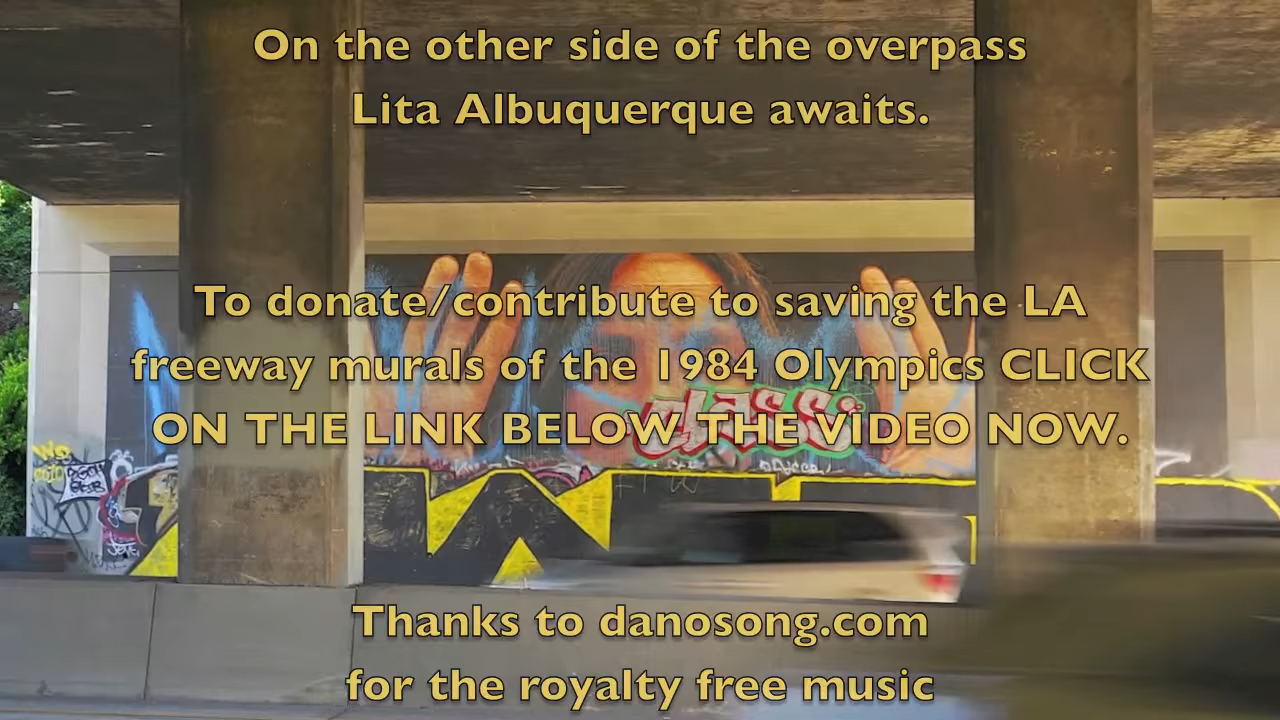 On the other side of the overpass
Lita Albuquerque awaits.
To donate/contribute to saving the LA
freeway murals of the 1984 Olympics CLICK
ON THE LINK BELOW THE VIDEO NOW.
Thanks to danosong.com
for the royalty free music